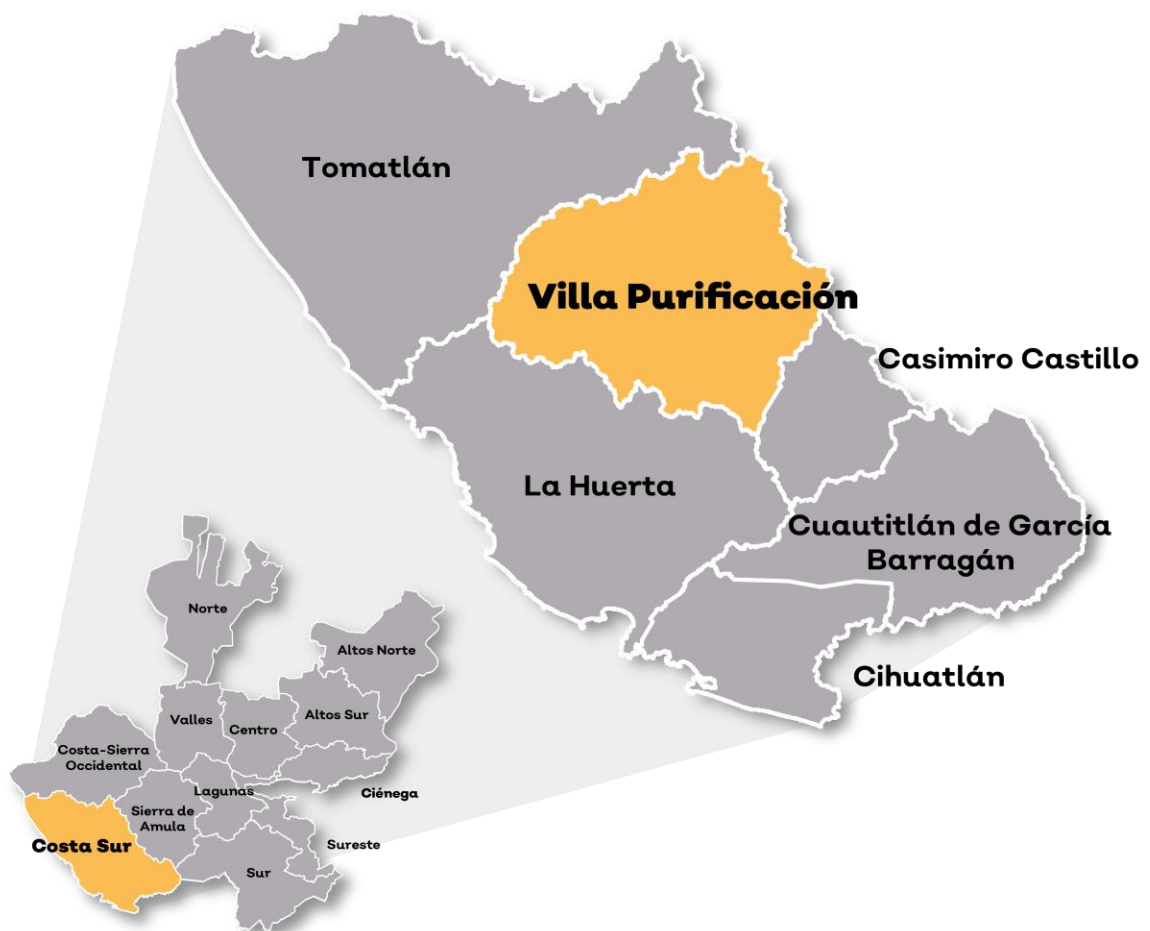 Tomatlán
Villa Purificación
Casimiro Castillo
La Huerta
Cuautitlán de García
Barragán
Cihuatlán
Norte
Altos Norte
Valles
Centro
Altos Sur
Costa-Sierra
Occidental
Lagunas
Ciénega
Sierra de
Amula
Costa Sur
Sureste
Sur